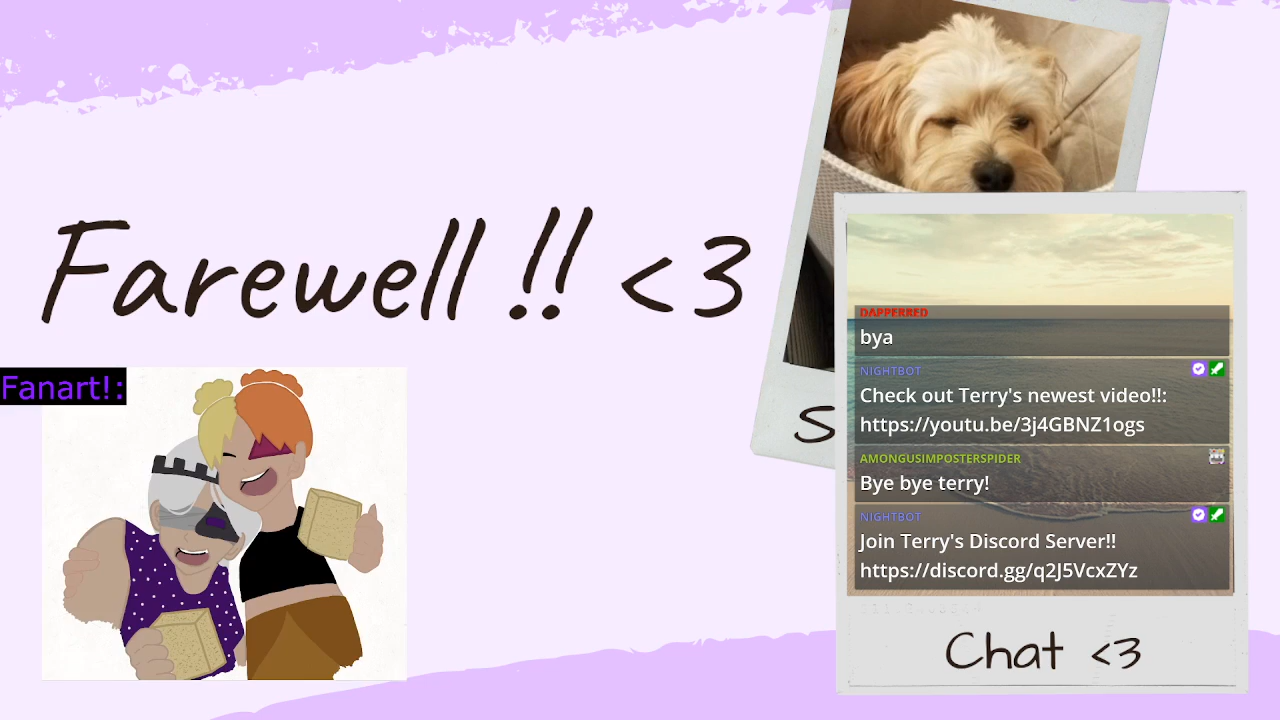 Farewell !! <3
Fanart!:
S
DAPPERRED
bya
NIGHTBOT
Check out Terry's newest video!!:
https://youtu.be/3j4GBNZ1ogs
AMONGUSIMPOSTERSPIDER
Bye bye terry!
NIGHTBOT
Join Terry's Discord Server!!
https://discord.gg/q2J5VcxZYz
Chat <3